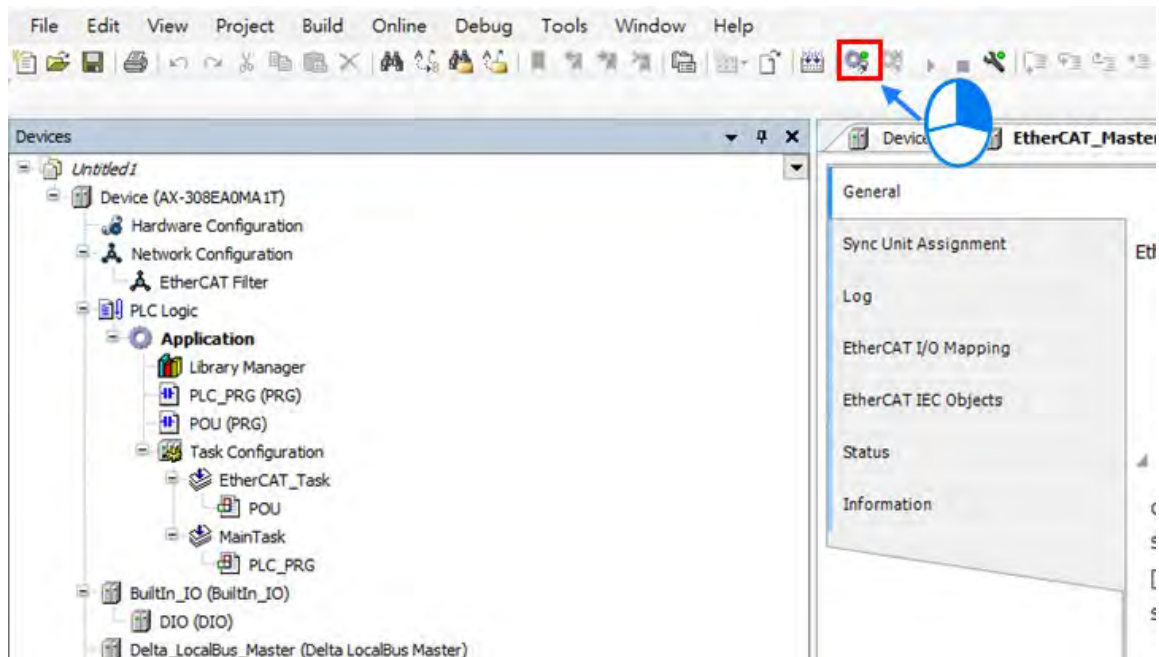 File Edit View Project Build Online Debug Tools Window Help
Devices
Untitled1
Device (AX-308EA0MA1T)
Hardware Configuration
Network Configuration
EtherCAT Filter
PLC Logic
Application
Library Manager
PLC_PRG (PRG)
POU (PRG)
Task Configuration
EtherCAT_Task
POU
MainTask
PLC_PRG
BuiltIn_IO (BuiltIn_IO)
DIO (DIO)
Delta_LocalBus_Master (Delta LocalBus Master)
EtherCAT_Master
General
Sync Unit Assignment
Log
EtherCAT I/O Mapping
EtherCAT IEC Objects
Status
Information